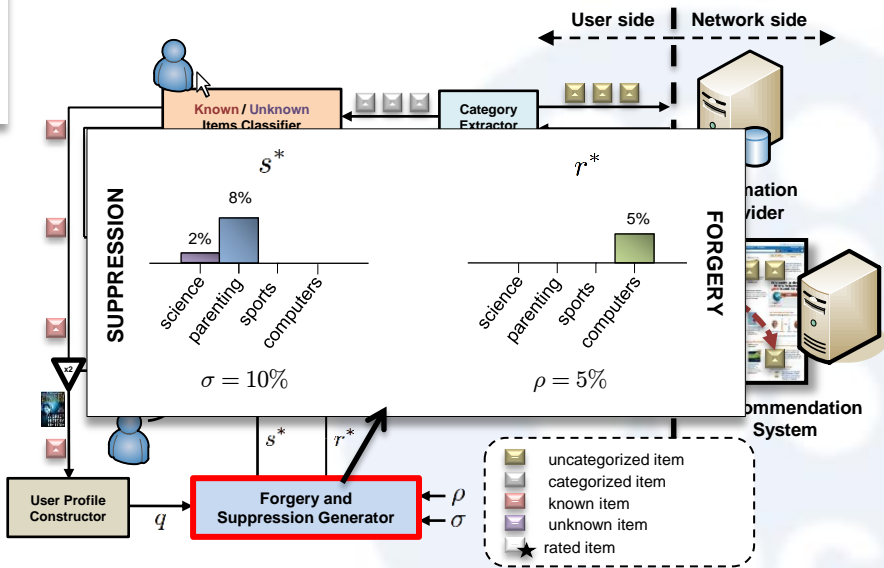 User side
Network side
Known / Unknown
Items Classifier
Category
Extractor
SUPPRESSION
s*
8%
2%
science
parenting
sports
computers
σ = 10%
r*
5%
science
parenting
sports
computers
ρ = 5%
FORGERY
mation
vider
ommendation
System
x2
s*
r*
User Profile
Constructor
q
Forgery and
Suppression Generator
ρ
σ
uncategorized item
categorized item
known item
unknown item
rated item